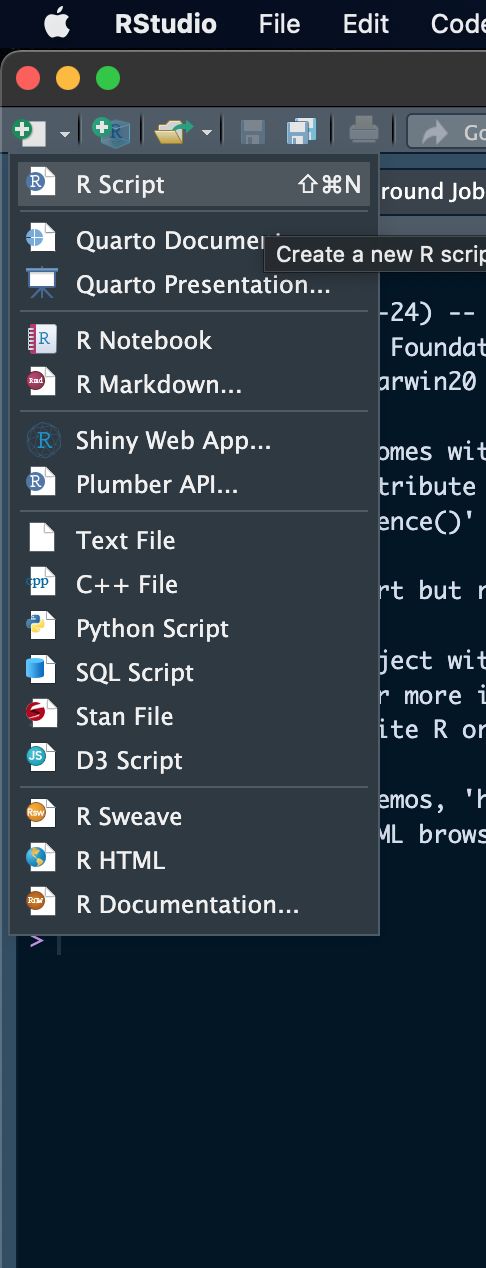 RStudio File Edit Code
Go
R Script ⇧⌘N
round Job
Quarto Documen
Create a new R scrip
Quarto Presentation...
-24) --
R Notebook
Foundat
R Markdown...
arwin20
Shiny Web App...
omes wit
Plumber API...
tribute
ence()'
Text File
C++ File
rt but r
Python Script
SQL Script
ject wit
r more i
Stan File
ite R or
D3 Script
R Sweave
emos, 'h
ML brows
R HTML
R Documentation...
>